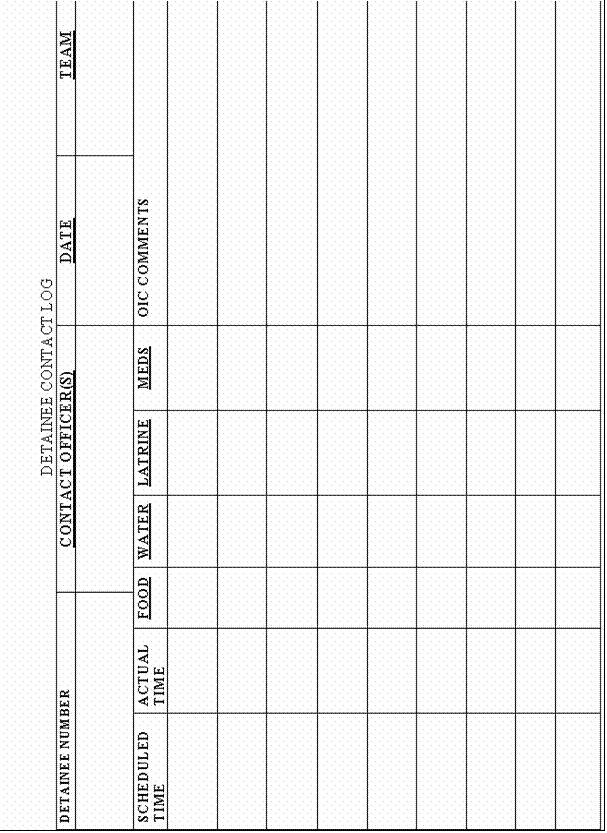 DETAINEE CONTACT LOG
DETAINEE NUMBER CONTACT OFFICER(S) DATE TEAM
SCHEDULED TIME ACTUAL TIME FOOD WATER LATRINE MEDS OIC COMMENTS